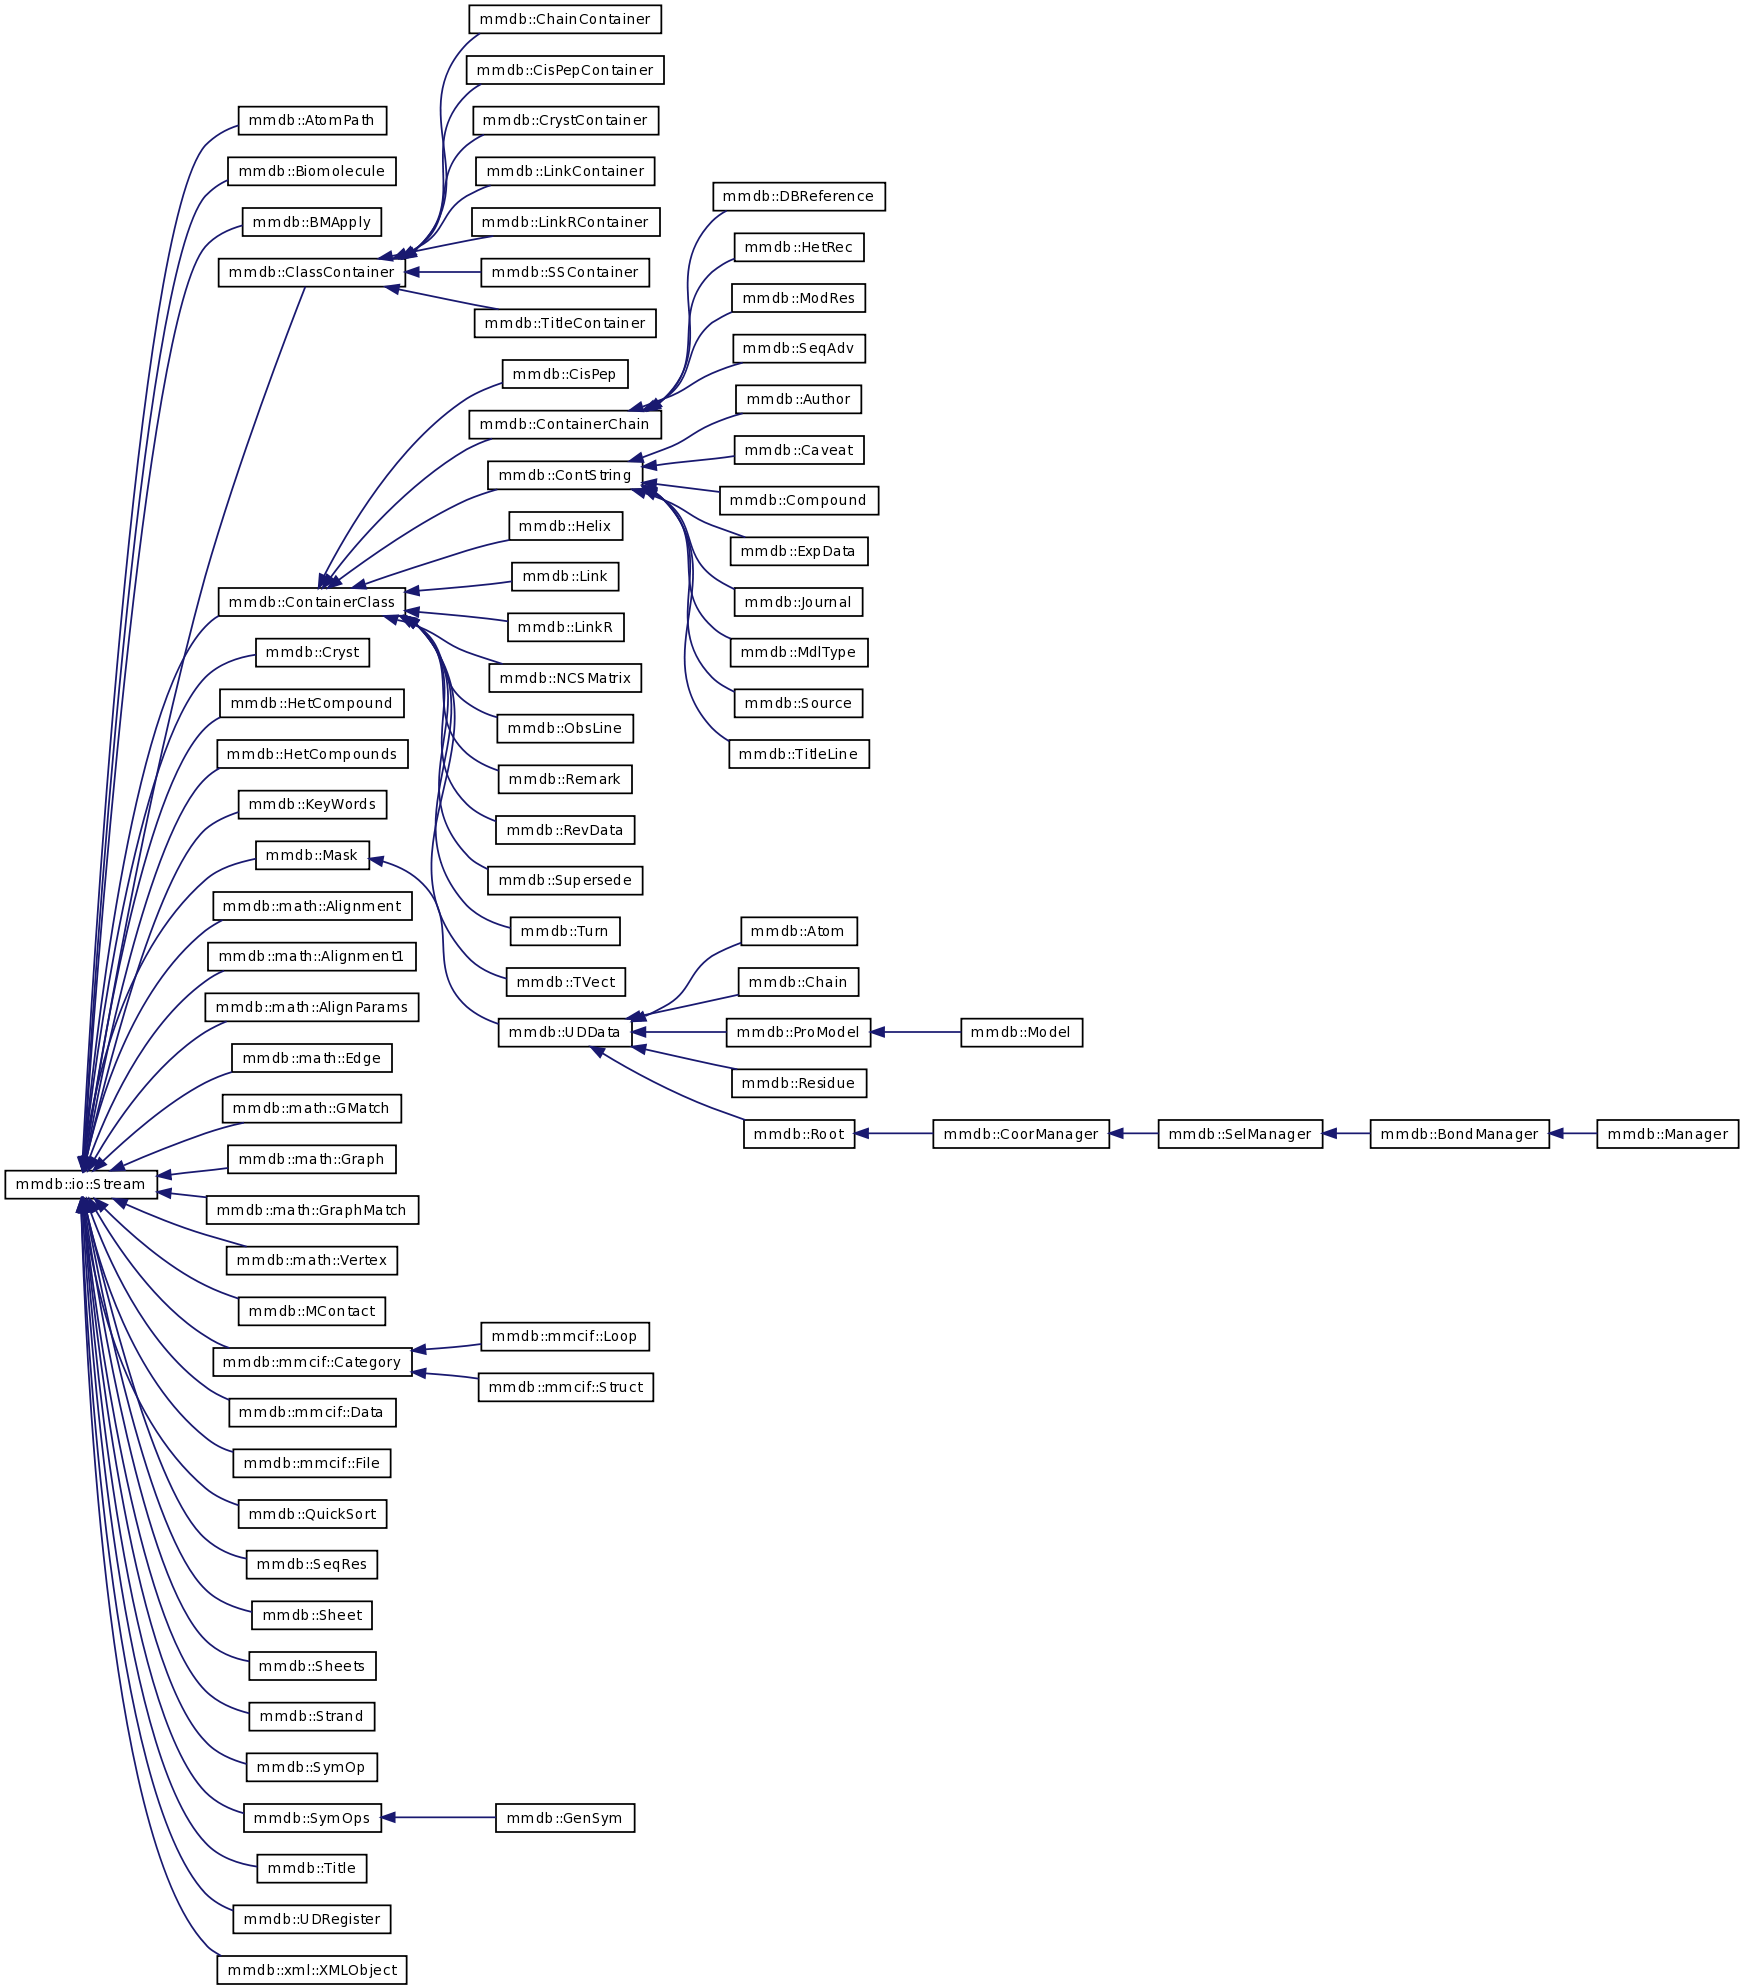 mmdb::ChainContainer
mmdb::CisPepContainer
mmdb::AtomPath
mmdb::CrystContainer
mmdb::Biomolecule
mmdb::LinkContainer
mmdb::DBReference
mmdb::BMApply
mmdb::LinkRContainer
mmdb::HetRec
mmdb::ClassContainer
mmdb::SSContainer
mmdb::ModRes
mmdb::TitleContainer
mmdb::SeqAdv
mmdb::CisPep
mmdb::Author
mmdb::ContainerChain
mmdb::Caveat
mmdb::ContString
mmdb::Compound
mmdb::Helix
mmdb::ExpData
mmdb::Link
mmdb::ContainerClass
mmdb::Journal
mmdb::LinkR
mmdb::Cryst
mmdb::MdlType
mmdb::NCSMatrix
mmdb::HetCompound
mmdb::Source
mmdb::ObsLine
mmdb::HetCompounds
mmdb::TitleLine
mmdb::Remark
mmdb::KeyWords
mmdb::RevData
mmdb::Mask
mmdb::Supersede
mmdb::math::Alignment
mmdb::Turn
mmdb::Atom
mmdb::math::Alignment1
mmdb::TVect
mmdb::Chain
mmdb::math::AlignParams
mmdb::UDData
mmdb::ProModel
mmdb::Model
mmdb::math::Edge
mmdb::Residue
mmdb::math::GMatch
mmdb::Root
mmdb::CoorManager
mmdb::SelManager
mmdb::BondManager
mmdb::Manager
mmdb::math::Graph
mmdb::io::Stream
mmdb::math::GraphMatch
mmdb::math::Vertex
mmdb::MContact
mmdb::mmcif::Loop
mmdb::mmcif::Category
mmdb::mmcif::Struct
mmdb::mmcif::Data
mmdb::mmcif::File
mmdb::QuickSort
mmdb::SeqRes
mmdb::Sheet
mmdb::Sheets
mmdb::Strand
mmdb::SymOp
mmdb::SymOps
mmdb::GenSym
mmdb::Title
mmdb::UDRegister
mmdb::xml::XMLObject